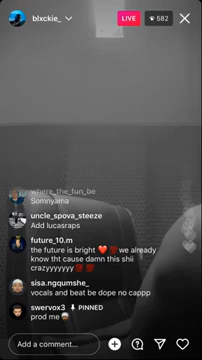 blxckie_
LIVE
582
where_the_fun_be
Somnyama
uncle_spova_steeze
Add lucasraps
future_10.m
the future is bright ❤️💯we already
know tht cause damn this shii
crazyyyyyyy💯💯
sisa.ngqumshe_
vocals and beat be dope no cappp
swervox3 PINNED
prod me
Add a comment...